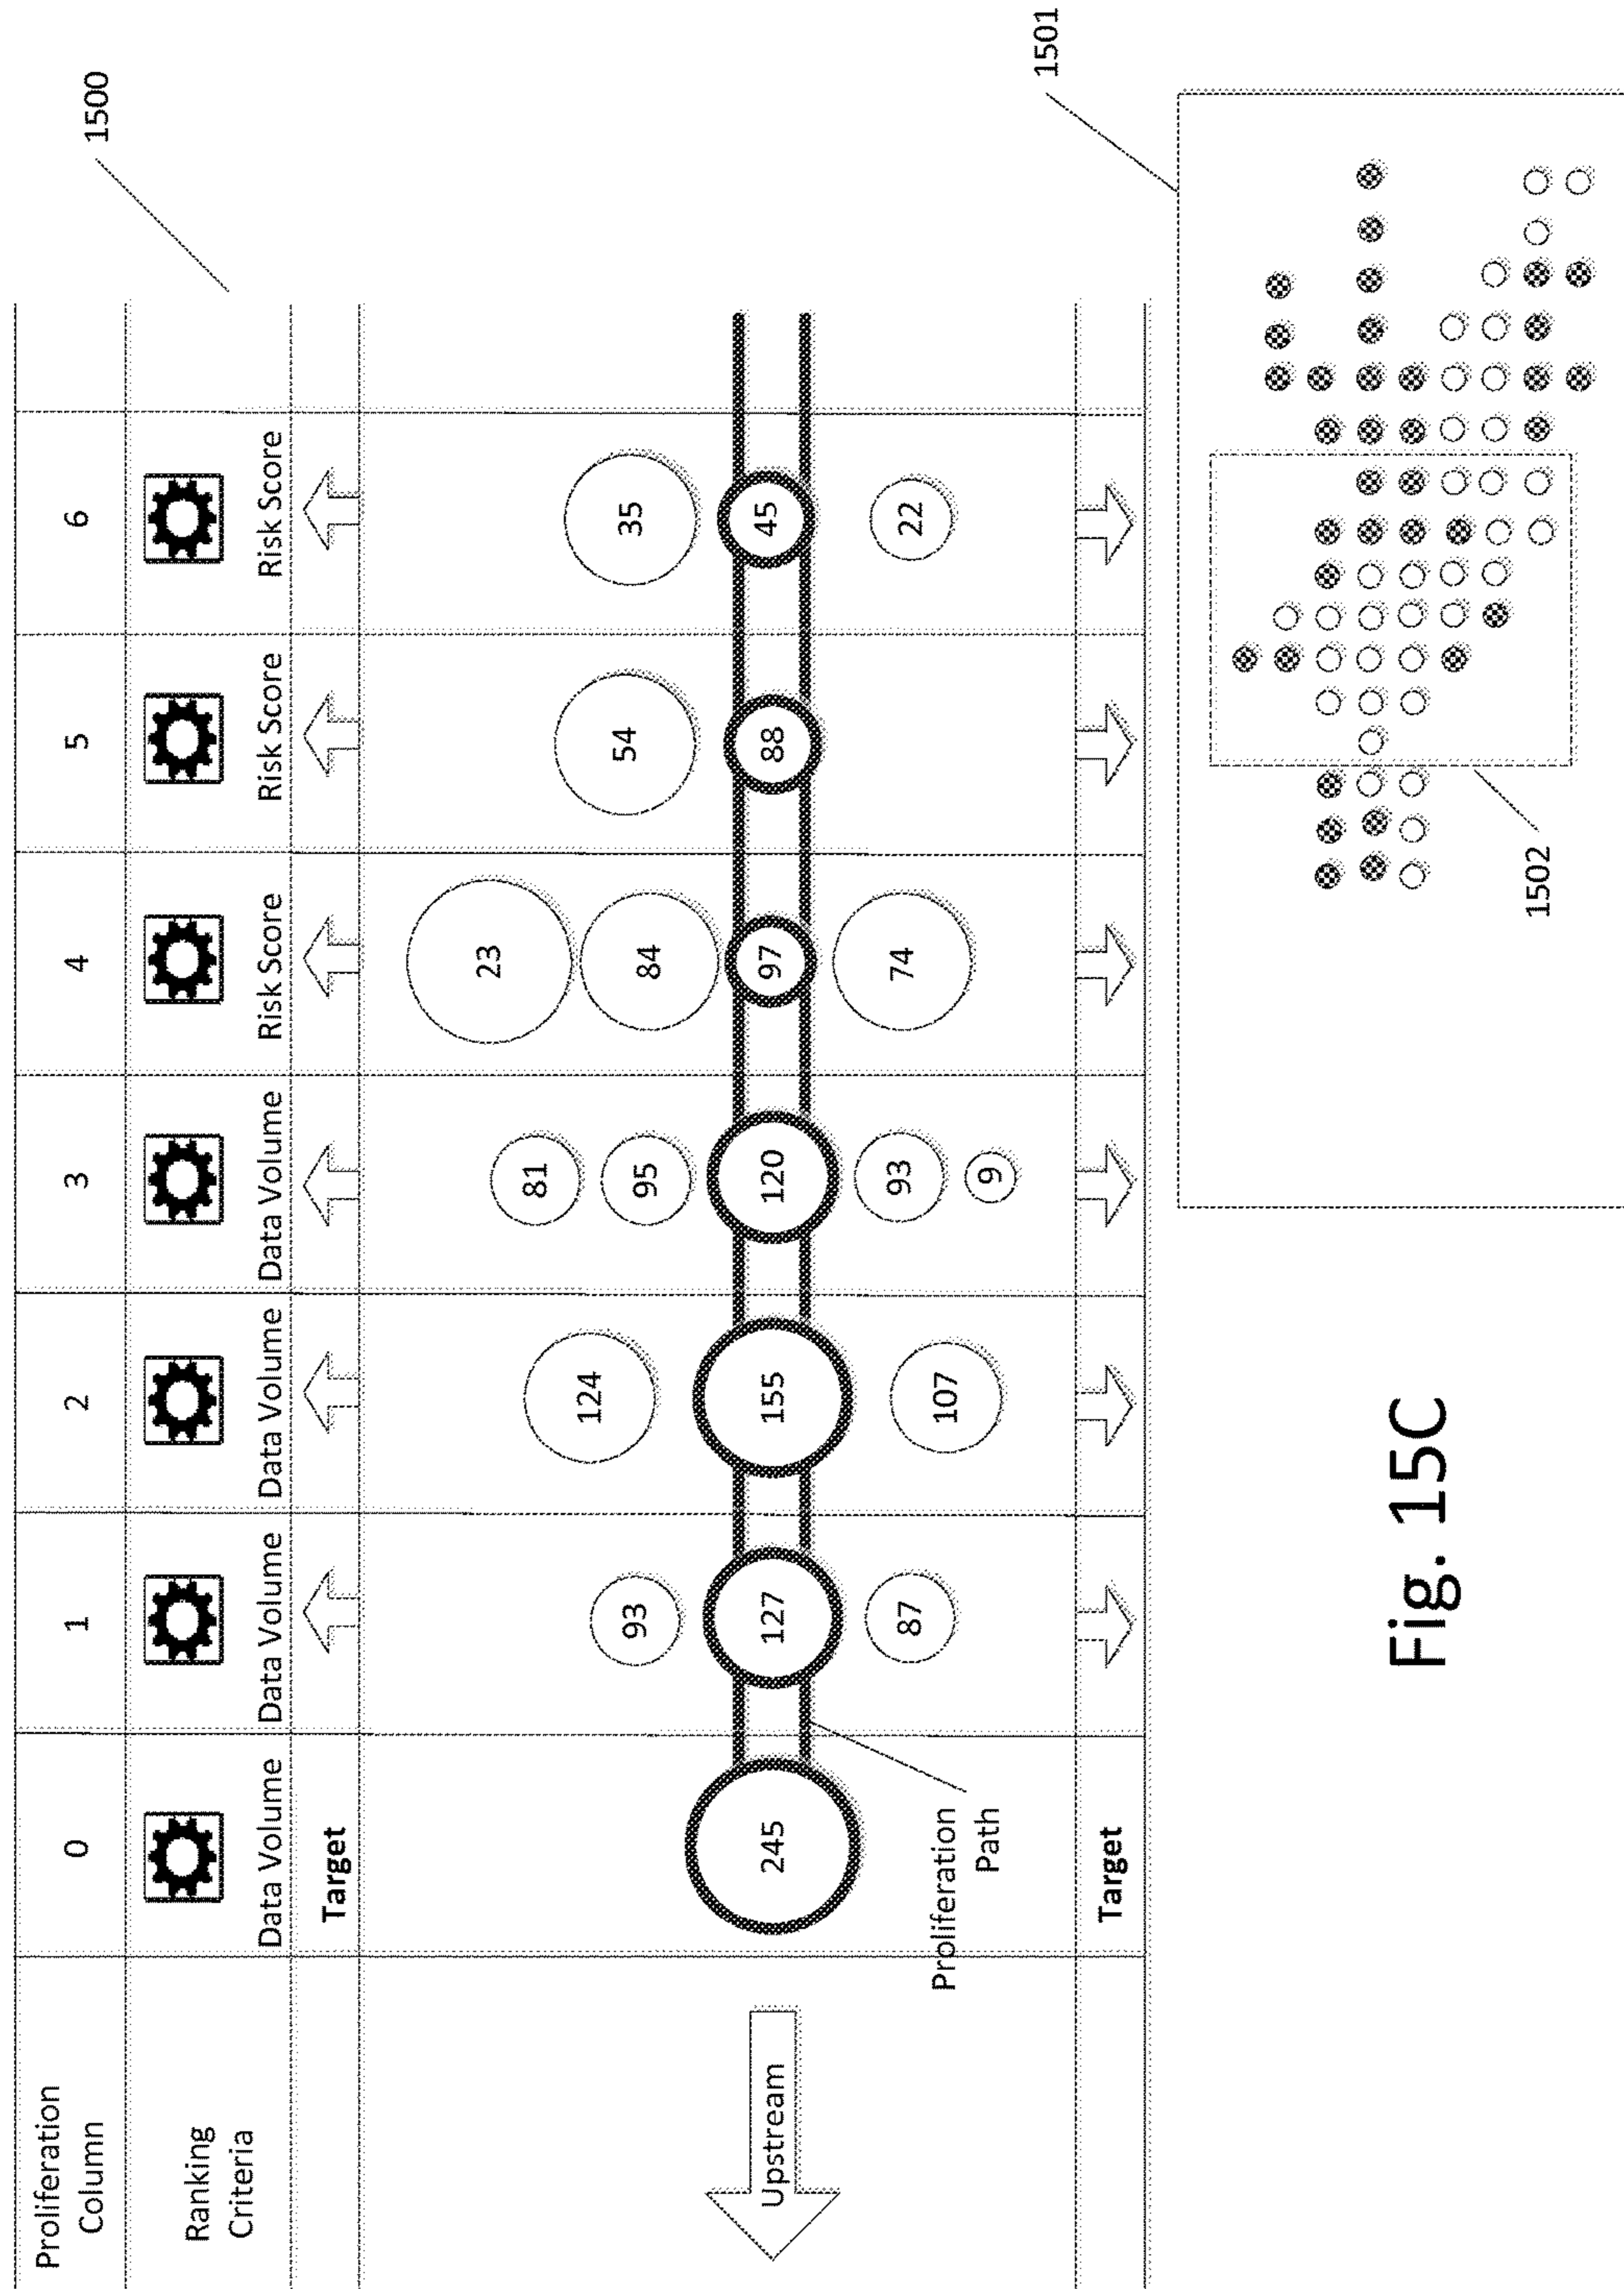 1500
Proliferation
Column
0
1
2
3
4
5
6
Ranking
Criteria
Data Volume
Data Volume
Data Volume
Data Volume
Risk Score
Risk Score
Risk Score
Target
Upstream
245
93
127
87
124
155
107
81
95
120
93
9
23
84
97
74
54
88
35
45
22
Proliferation
Path
Target
1501
1502
Fig. 15C